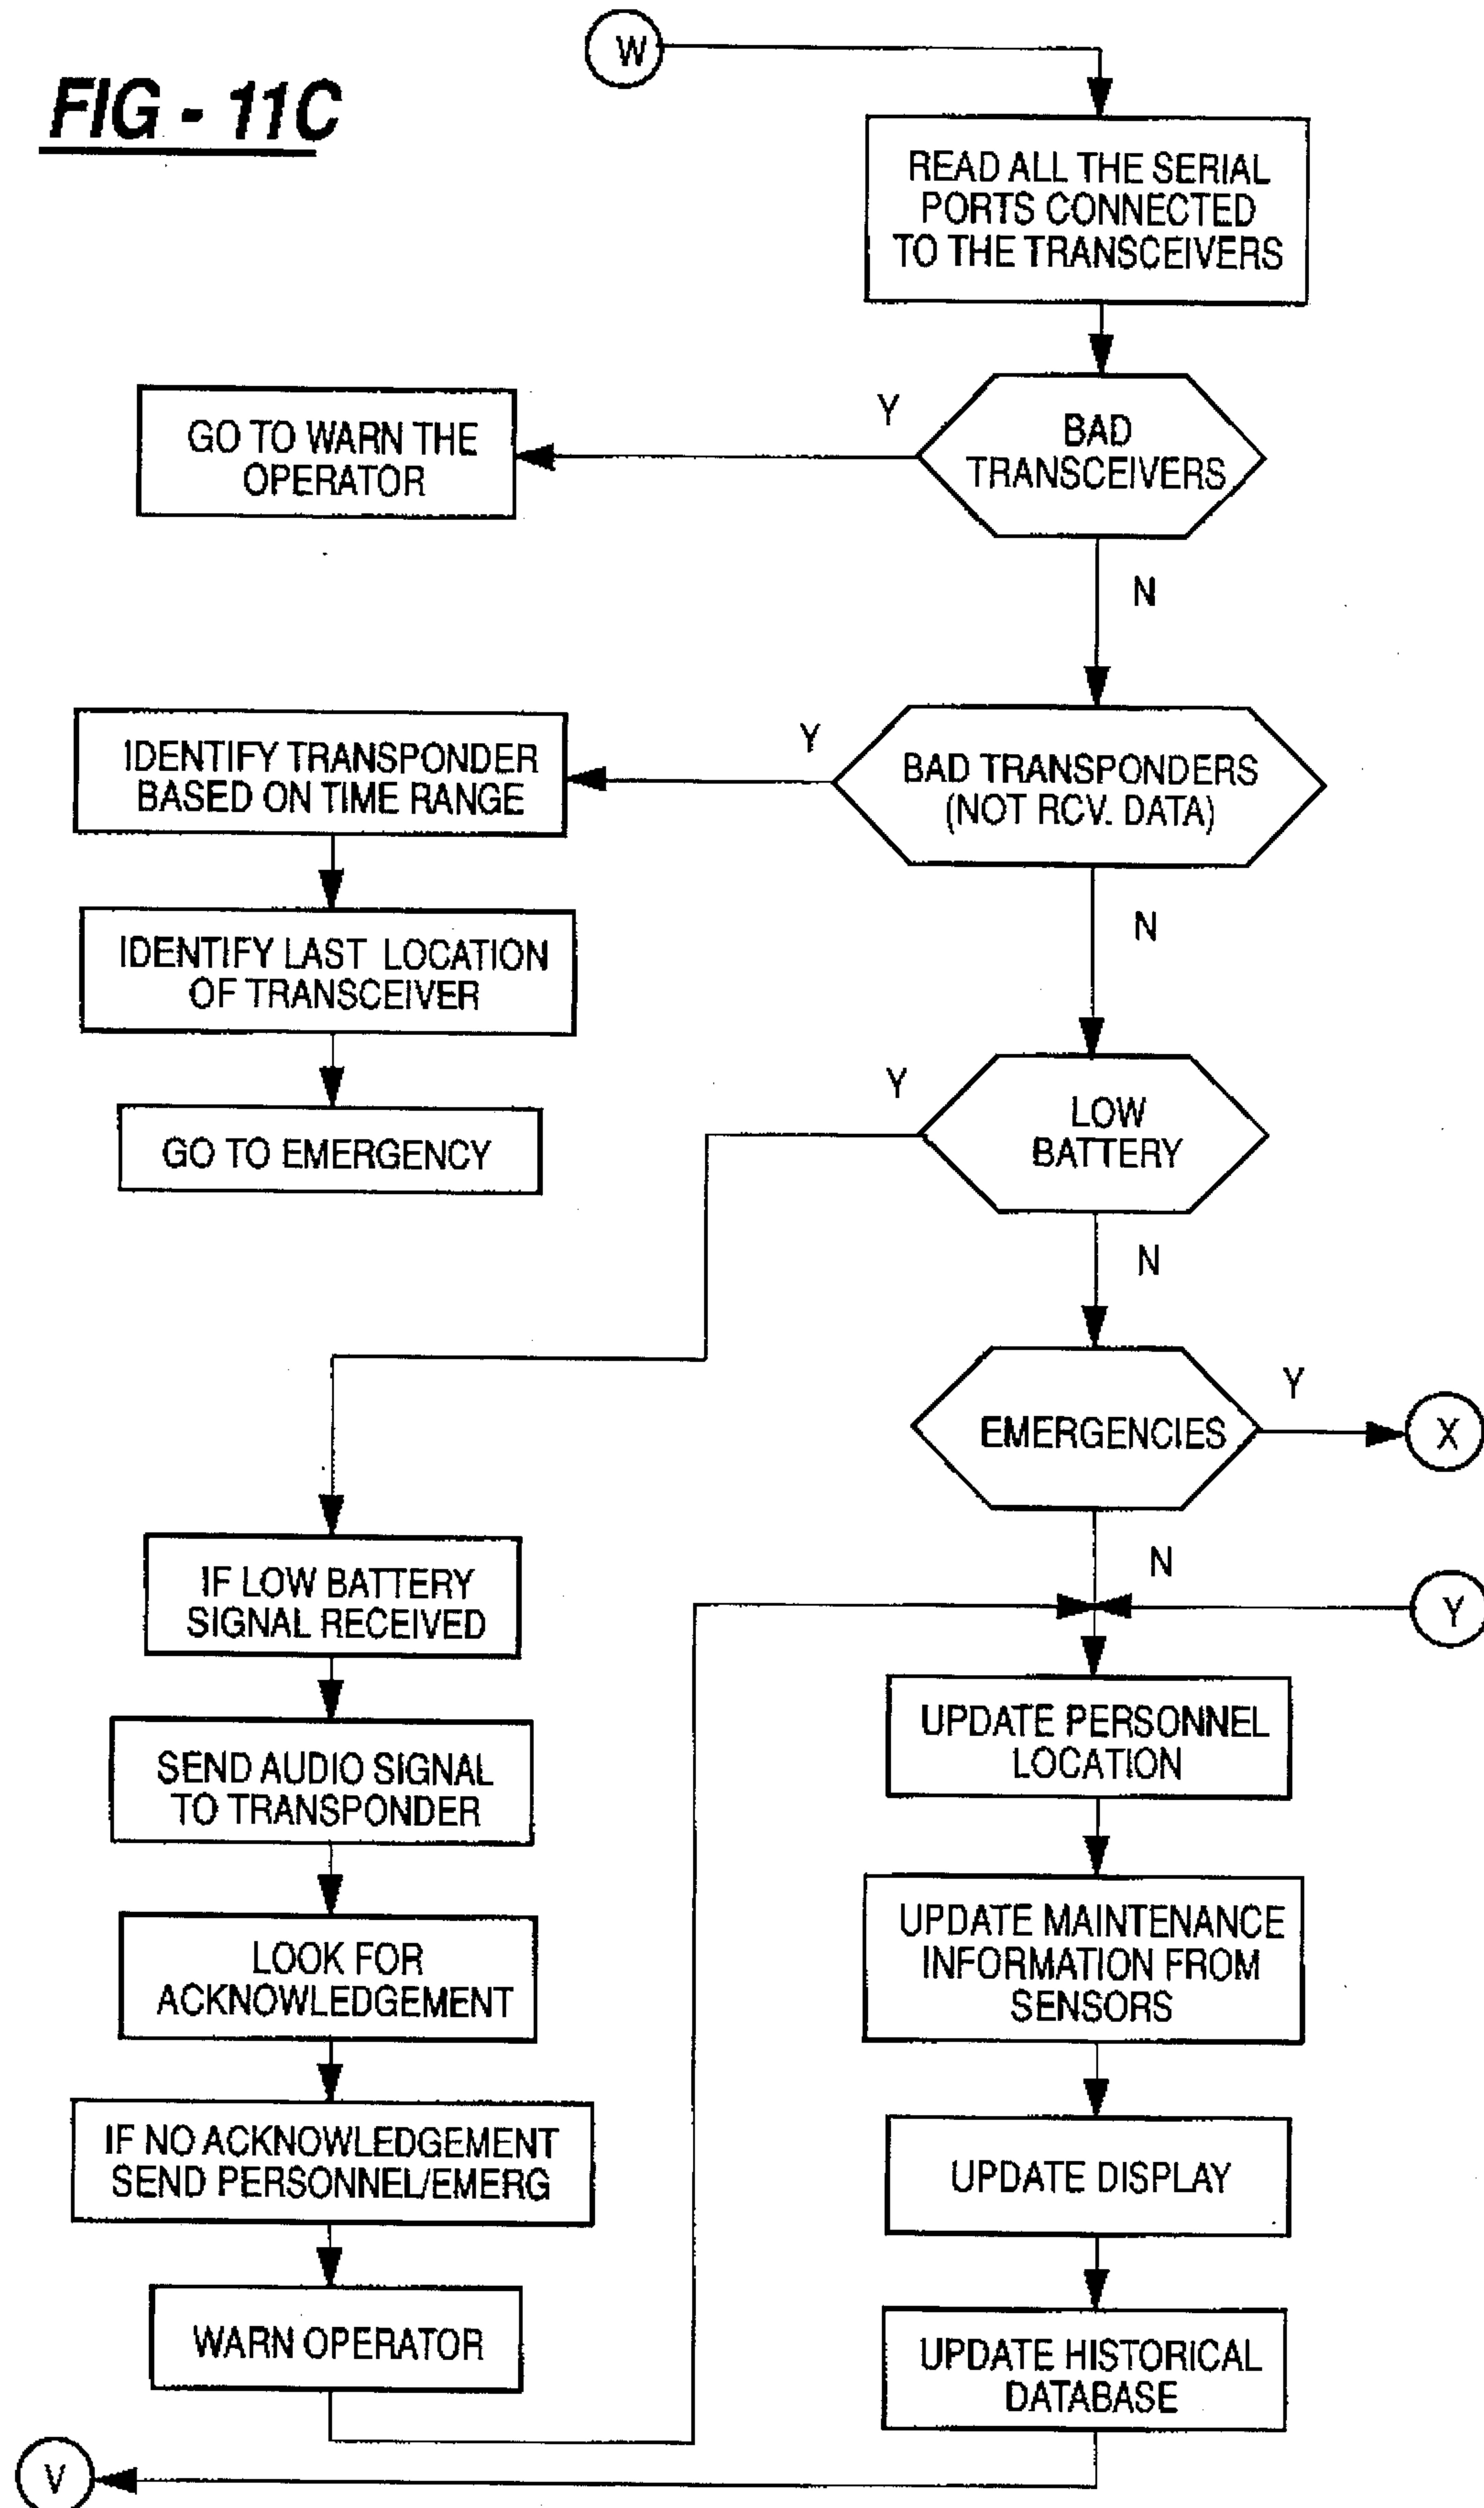 FIG - 11C
W
READ ALL THE SERIAL
PORTS CONNECTED
TO THE TRANSCEIVERS
GO TO WARN THE
OPERATOR
Y
BAD
TRANSCEIVERS
N
IDENTIFY TRANSPONDER
BASED ON TIME RANGE
Y
BAD TRANSPONDERS
(NOT RCV. DATA)
N
IDENTIFY LAST LOCATION
OF TRANSCEIVER
GO TO EMERGENCY
Y
LOW
BATTERY
N
EMERGENCIES
Y
X
N
Y
IF LOW BATTERY
SIGNAL RECEIVED
SEND AUDIO SIGNAL
TO TRANSPONDER
LOOK FOR
ACKNOWLEDGEMENT
IF NO ACKNOWLEDGEMENT
SEND PERSONNEL/EMERG
WARN OPERATOR
UPDATE PERSONNEL
LOCATION
UPDATE MAINTENANCE
INFORMATION FROM
SENSORS
UPDATE DISPLAY
UPDATE HISTORICAL
DATABASE
V